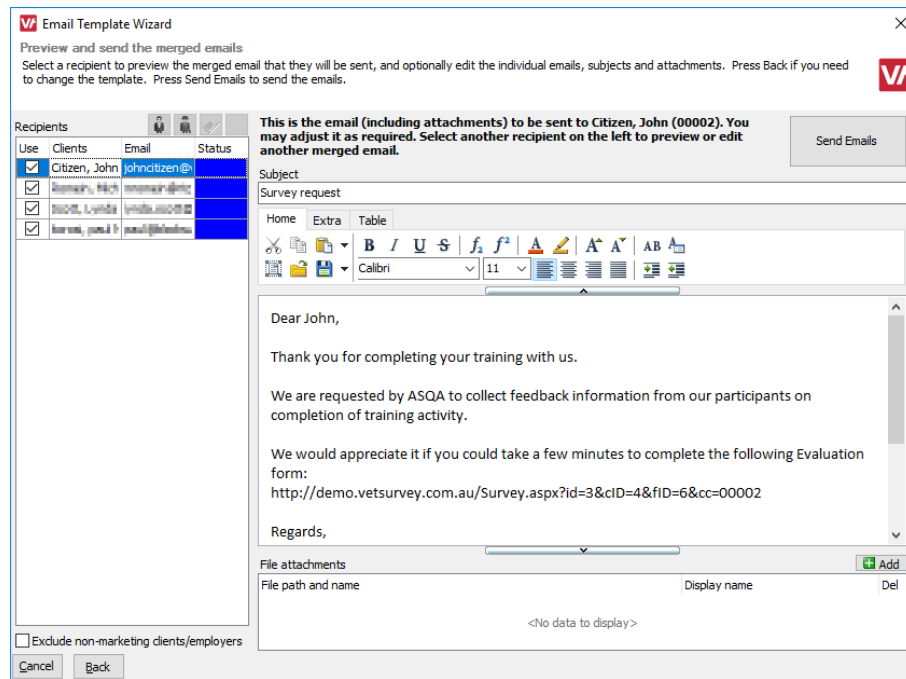 Email Template Wizard
Preview and send the merged emails
Select a recipient to preview the merged email that they will be sent, and optionally edit the individual emails, subjects and attachments. Press Back if you need
to change the template. Press Send Emails to send the emails.
Recipients
Use Clients Email Status
Citizen, John johncitizen@
This is the email (including attachments) to be sent to Citizen, John (00002). You
may adjust it as required. Select another recipient on the left to preview or edit
another merged email.
Send Emails
Subject
Survey request
Home Extra Table
B I U S f2 f2 A A A AB A
Calibri 11
Dear John,
Thank you for completing your training with us.
We are requested by ASQA to collect feedback information from our participants on
completion of training activity.
We would appreciate it if you could take a few minutes to complete the following Evaluation
form:
http://demo.vetsurvey.com.au/Survey.aspx?id=3&cID=4&fID=6&cc=00002
Regards,
File attachments
Add
File path and name Display name Del
<No data to display>
Exclude non-marketing clients/employers
Cancel Back